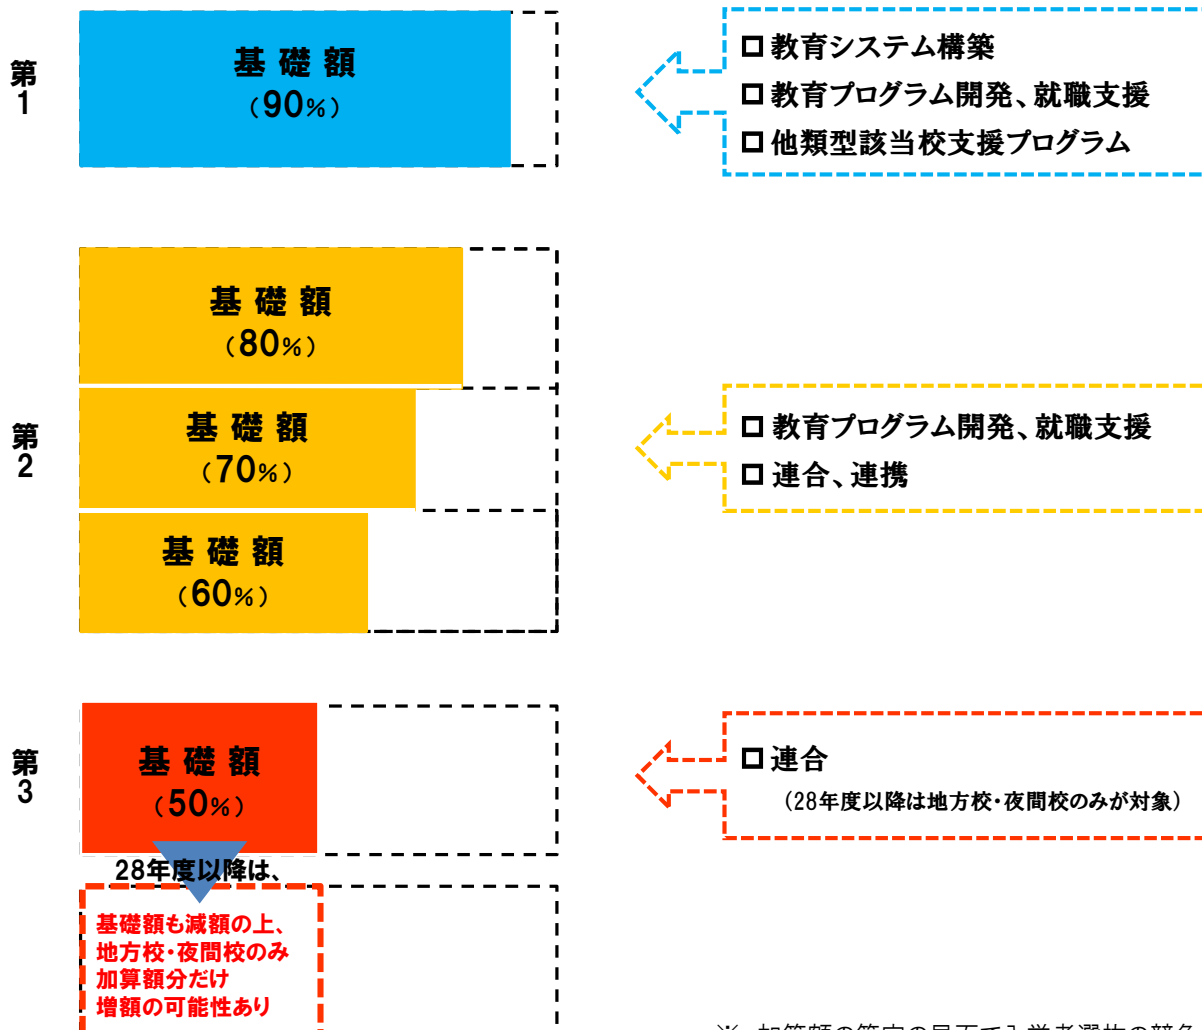 第1
基礎額
（90％）
□ 教育システム構築
□ 教育プログラム開発、就職支援
□ 他類型該当校支援プログラム
第2
基礎額
（80％）
基礎額
（70％）
基礎額
（60％）
□ 教育プログラム開発、就職支援
□ 連合、連携
第3
基礎額
（50％）
□ 連合
（28年度以降は地方校・夜間校のみが対象）
28年度以降は、
基礎額も減額の上、
地方校・夜間校のみ
加算額分だけ
増額の可能性あり